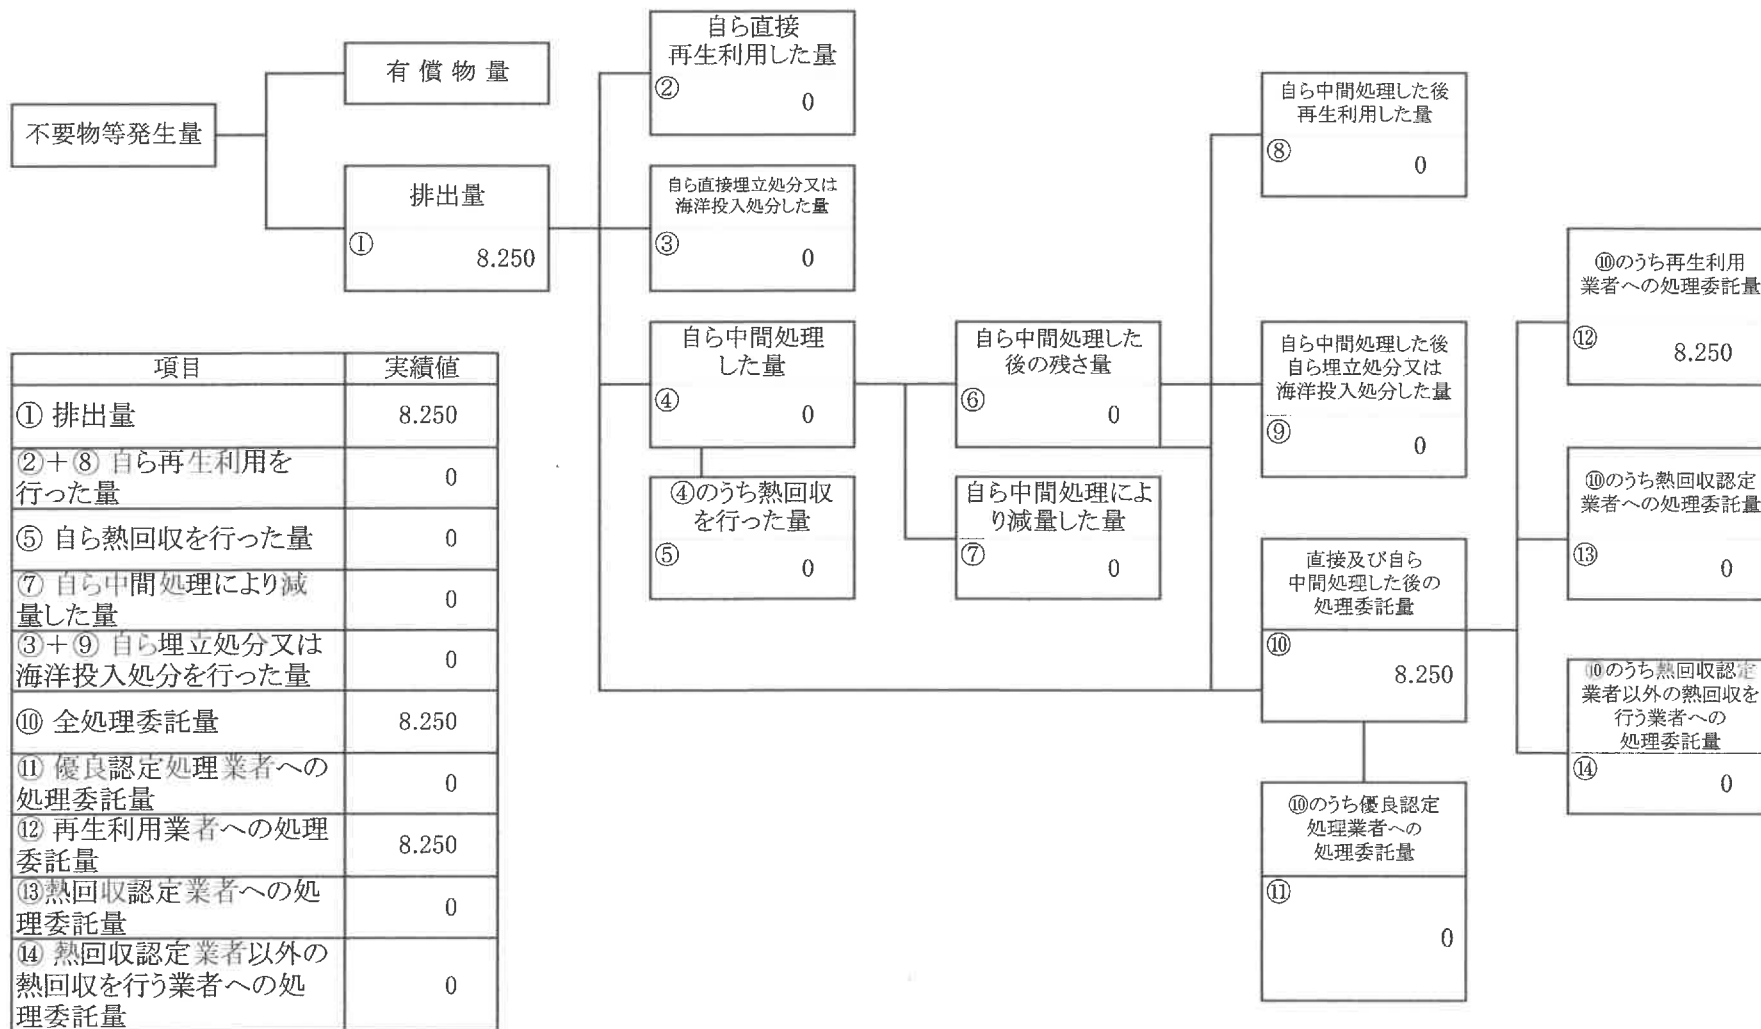 不要物等発生量
有償物量
排出量
①
8.250
自ら直接
再生利用した量
②
0
自ら直接埋立処分又は
海洋投入処分した量
③
0
自ら中間処理
した量
④
0
④のうち熱回収
を行った量
⑤
0
自ら中間処理した
後の残さ量
⑥
0
自ら中間処理によ
り減量した量
⑦
0
自ら中間処理した後
再生利用した量
⑧
0
自ら中間処理した後
自ら埋立処分又は
海洋投入処分した量
⑨
0
直接及び自ら
中間処理した後の
処理委託量
⑩
8.250
⑩のうち優良認定
処理業者への
処理委託量
⑪
0
⑩のうち再生利用
業者への処理委託量
⑫
8.250
⑩のうち熱回収認定
業者への処理委託量
⑬
0
⑩のうち熱回収認定
業者以外の熱回収を
行う業者への
処理委託量
⑭
0
項目 実績値
① 排出量 8.250
②+⑧ 自ら再生利用を
行った量 0
⑤ 自ら熱回収を行った量 0
⑦ 自ら中間処理により減
量した量 0
③+⑨ 自ら埋立処分又は
海洋投入処分を行った量 0
⑩ 全処理委託量 8.250
⑪ 優良認定処理業者への
処理委託量 0
⑫ 再生利用業者への処理
委託量 8.250
⑬熱回収認定業者への処
理委託量 0
⑭ 熱回収認定業者以外の
熱回収を行う業者への処
理委託量 0